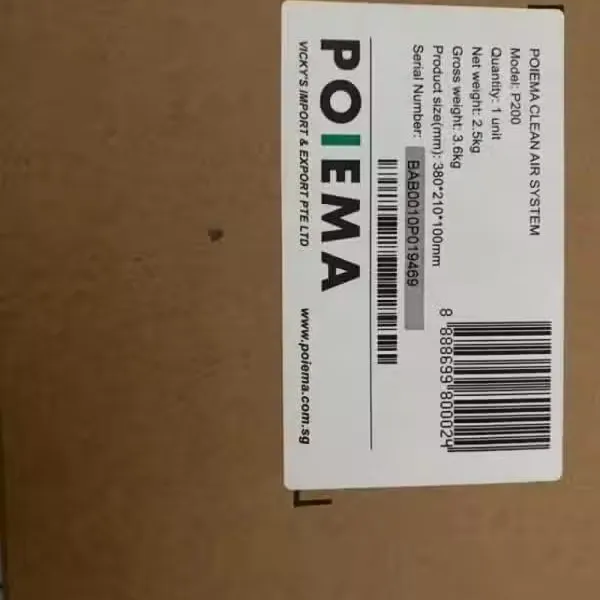 POIEMA CLEAN AIR SYSTEM
Model: P200
Quantity: 1 unit
Net weight: 2.5kg
Gross weight: 3.6kg
Product size(mm): 380*210*100mm
Serial Number: BAB0010P019469
8 888699 800024
POIEMA
VICKY'S IMPORT & EXPORT PTE LTD
www.poiema.com.sg